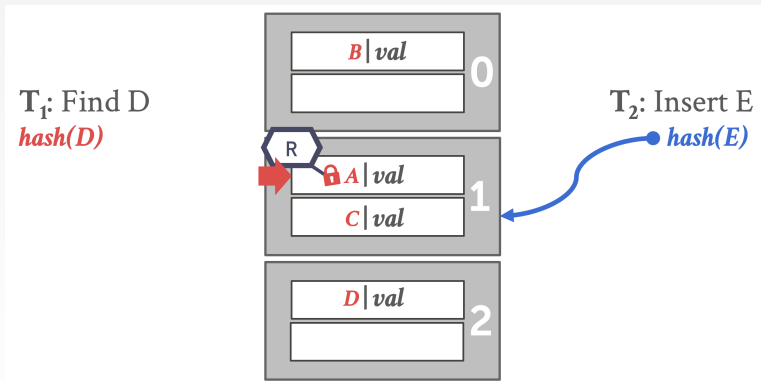 B|val
0
T1: Find D
hash(D)
R
A|val
C|val
1
T2: Insert E
hash(E)
D|val
2